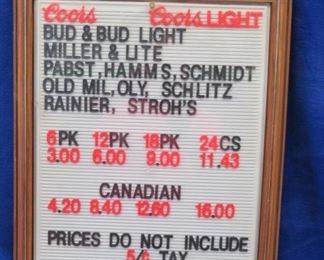 Coors Coors LIGHT
BUD & BUD LIGHT
MILLER & LITE
PABST, HAMMS, SCHMIDT
OLD MIL, OLY, SCHLITZ
RAINIER, STROH'S
6PK 12PK 18PK 24CS
3.00 6.00 9.00 11.43
CANADIAN
4.20 8.40 12.60 16.00
PRICES DO NOT INCLUDE
5¢ TAX